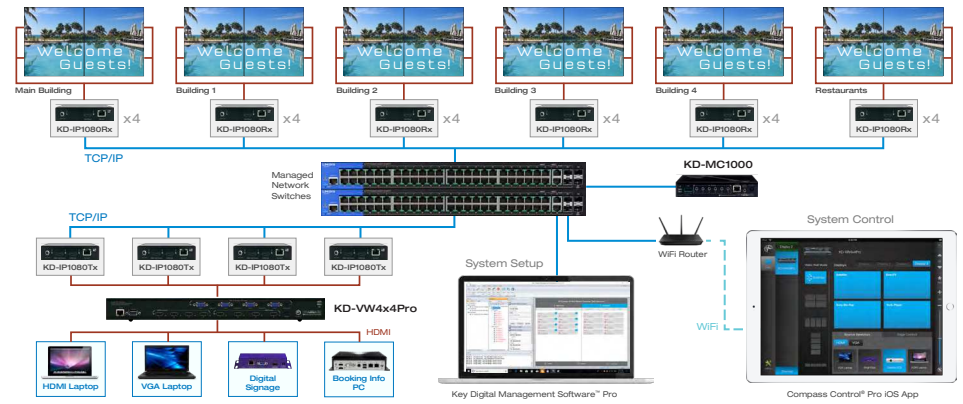 Welcome Guests!
Welcome Guests!
Welcome Guests!
Welcome Guests!
Welcome Guests!
Welcome Guests!
Main Building
Building 1
Building 2
Building 3
Building 4
Restaurants
KD-IP1080Rx x4
KD-IP1080Rx x4
KD-IP1080Rx x4
KD-IP1080Rx x4
KD-IP1080Rx x4
KD-IP1080Rx x4
TCP/IP
Managed
Network
Switches
KD-MC1000
TCP/IP
KD-IP1080Tx
KD-IP1080Tx
KD-IP1080Tx
KD-IP1080Tx
WiFi Router
System Control
System Setup
KD-VW4x4Pro
HDMI
WiFi
HDMI Laptop
VGA Laptop
Digital
Signage
Booking Info
PC
Key Digital Management Software™ Pro
Compass Control® Pro iOS App